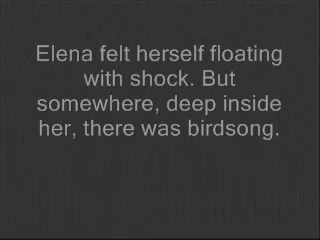 Elena felt herself floating
with shock. But
somewhere, deep inside
her, there was birdsong.